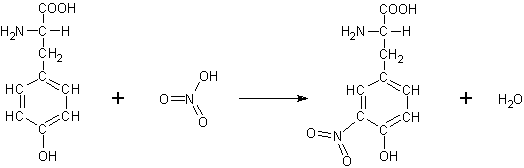 COOH COOH
H₂N–C–H H₂N–C–H
CH₂ CH₂
C OH C
HC CH HC CH
+ O N + H₂O
HC CH O C CH
C O N C
OH O OH